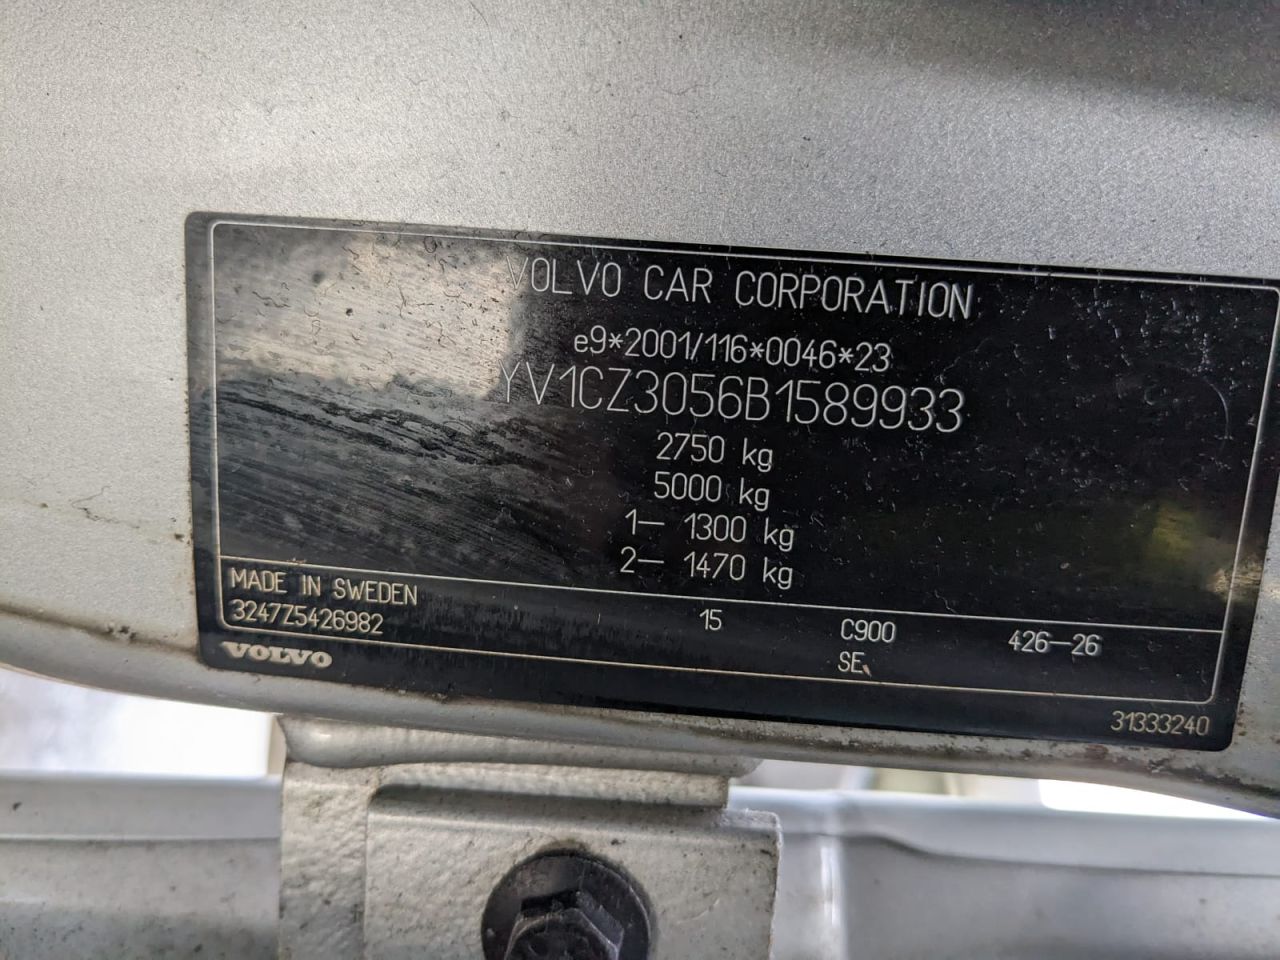 VOLVO CAR CORPORATION
e9*2001/116*0046*23
YV1CZ3056B1589933
2750 kg
5000 kg
1– 1300 kg
2– 1470 kg
MADE IN SWEDEN
3247Z5426982 15 C900 426-26
SE
VOLVO
31333240